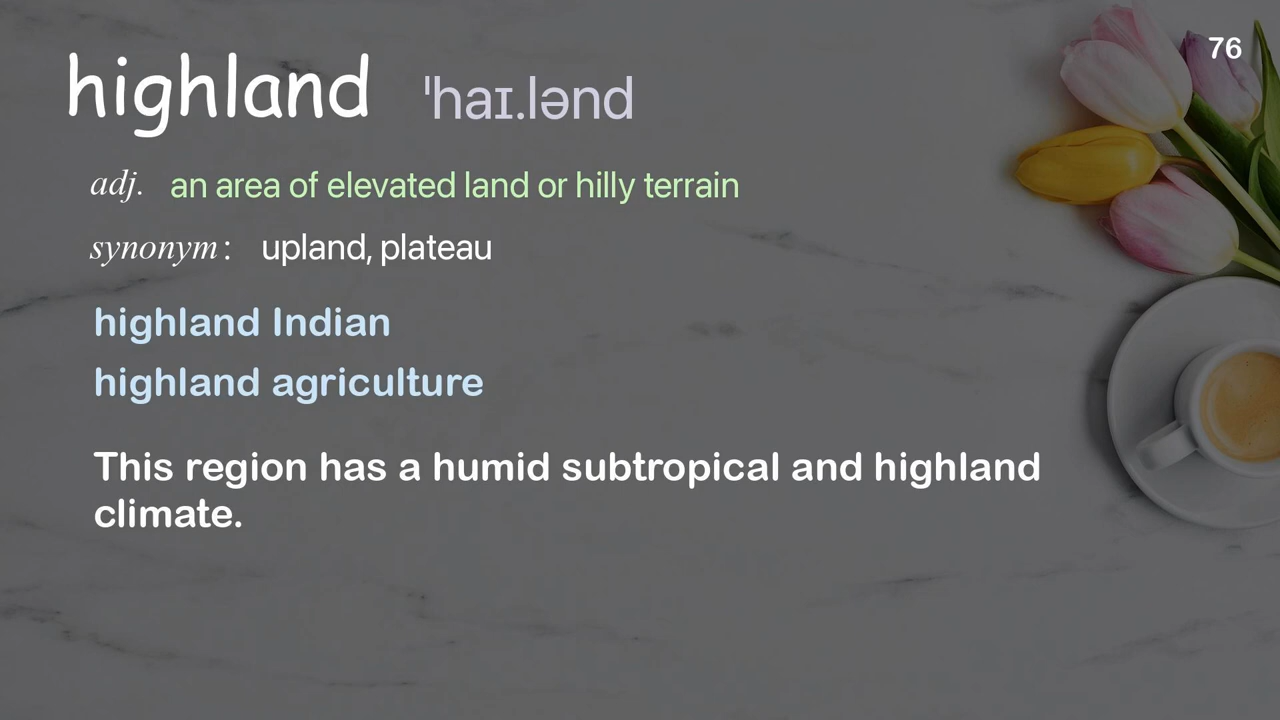 76
highland ˈhaɪ.lənd
adj. an area of elevated land or hilly terrain
synonym: upland, plateau
highland Indian
highland agriculture
This region has a humid subtropical and highland
climate.